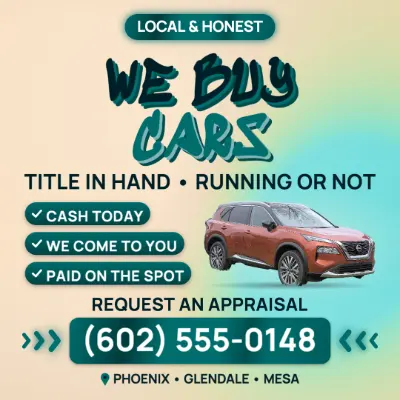 LOCAL & HONEST
WE BUY
CARS
TITLE IN HAND • RUNNING OR NOT
CASH TODAY
WE COME TO YOU
PAID ON THE SPOT
REQUEST AN APPRAISAL
(602) 555-0148
PHOENIX • GLENDALE • MESA